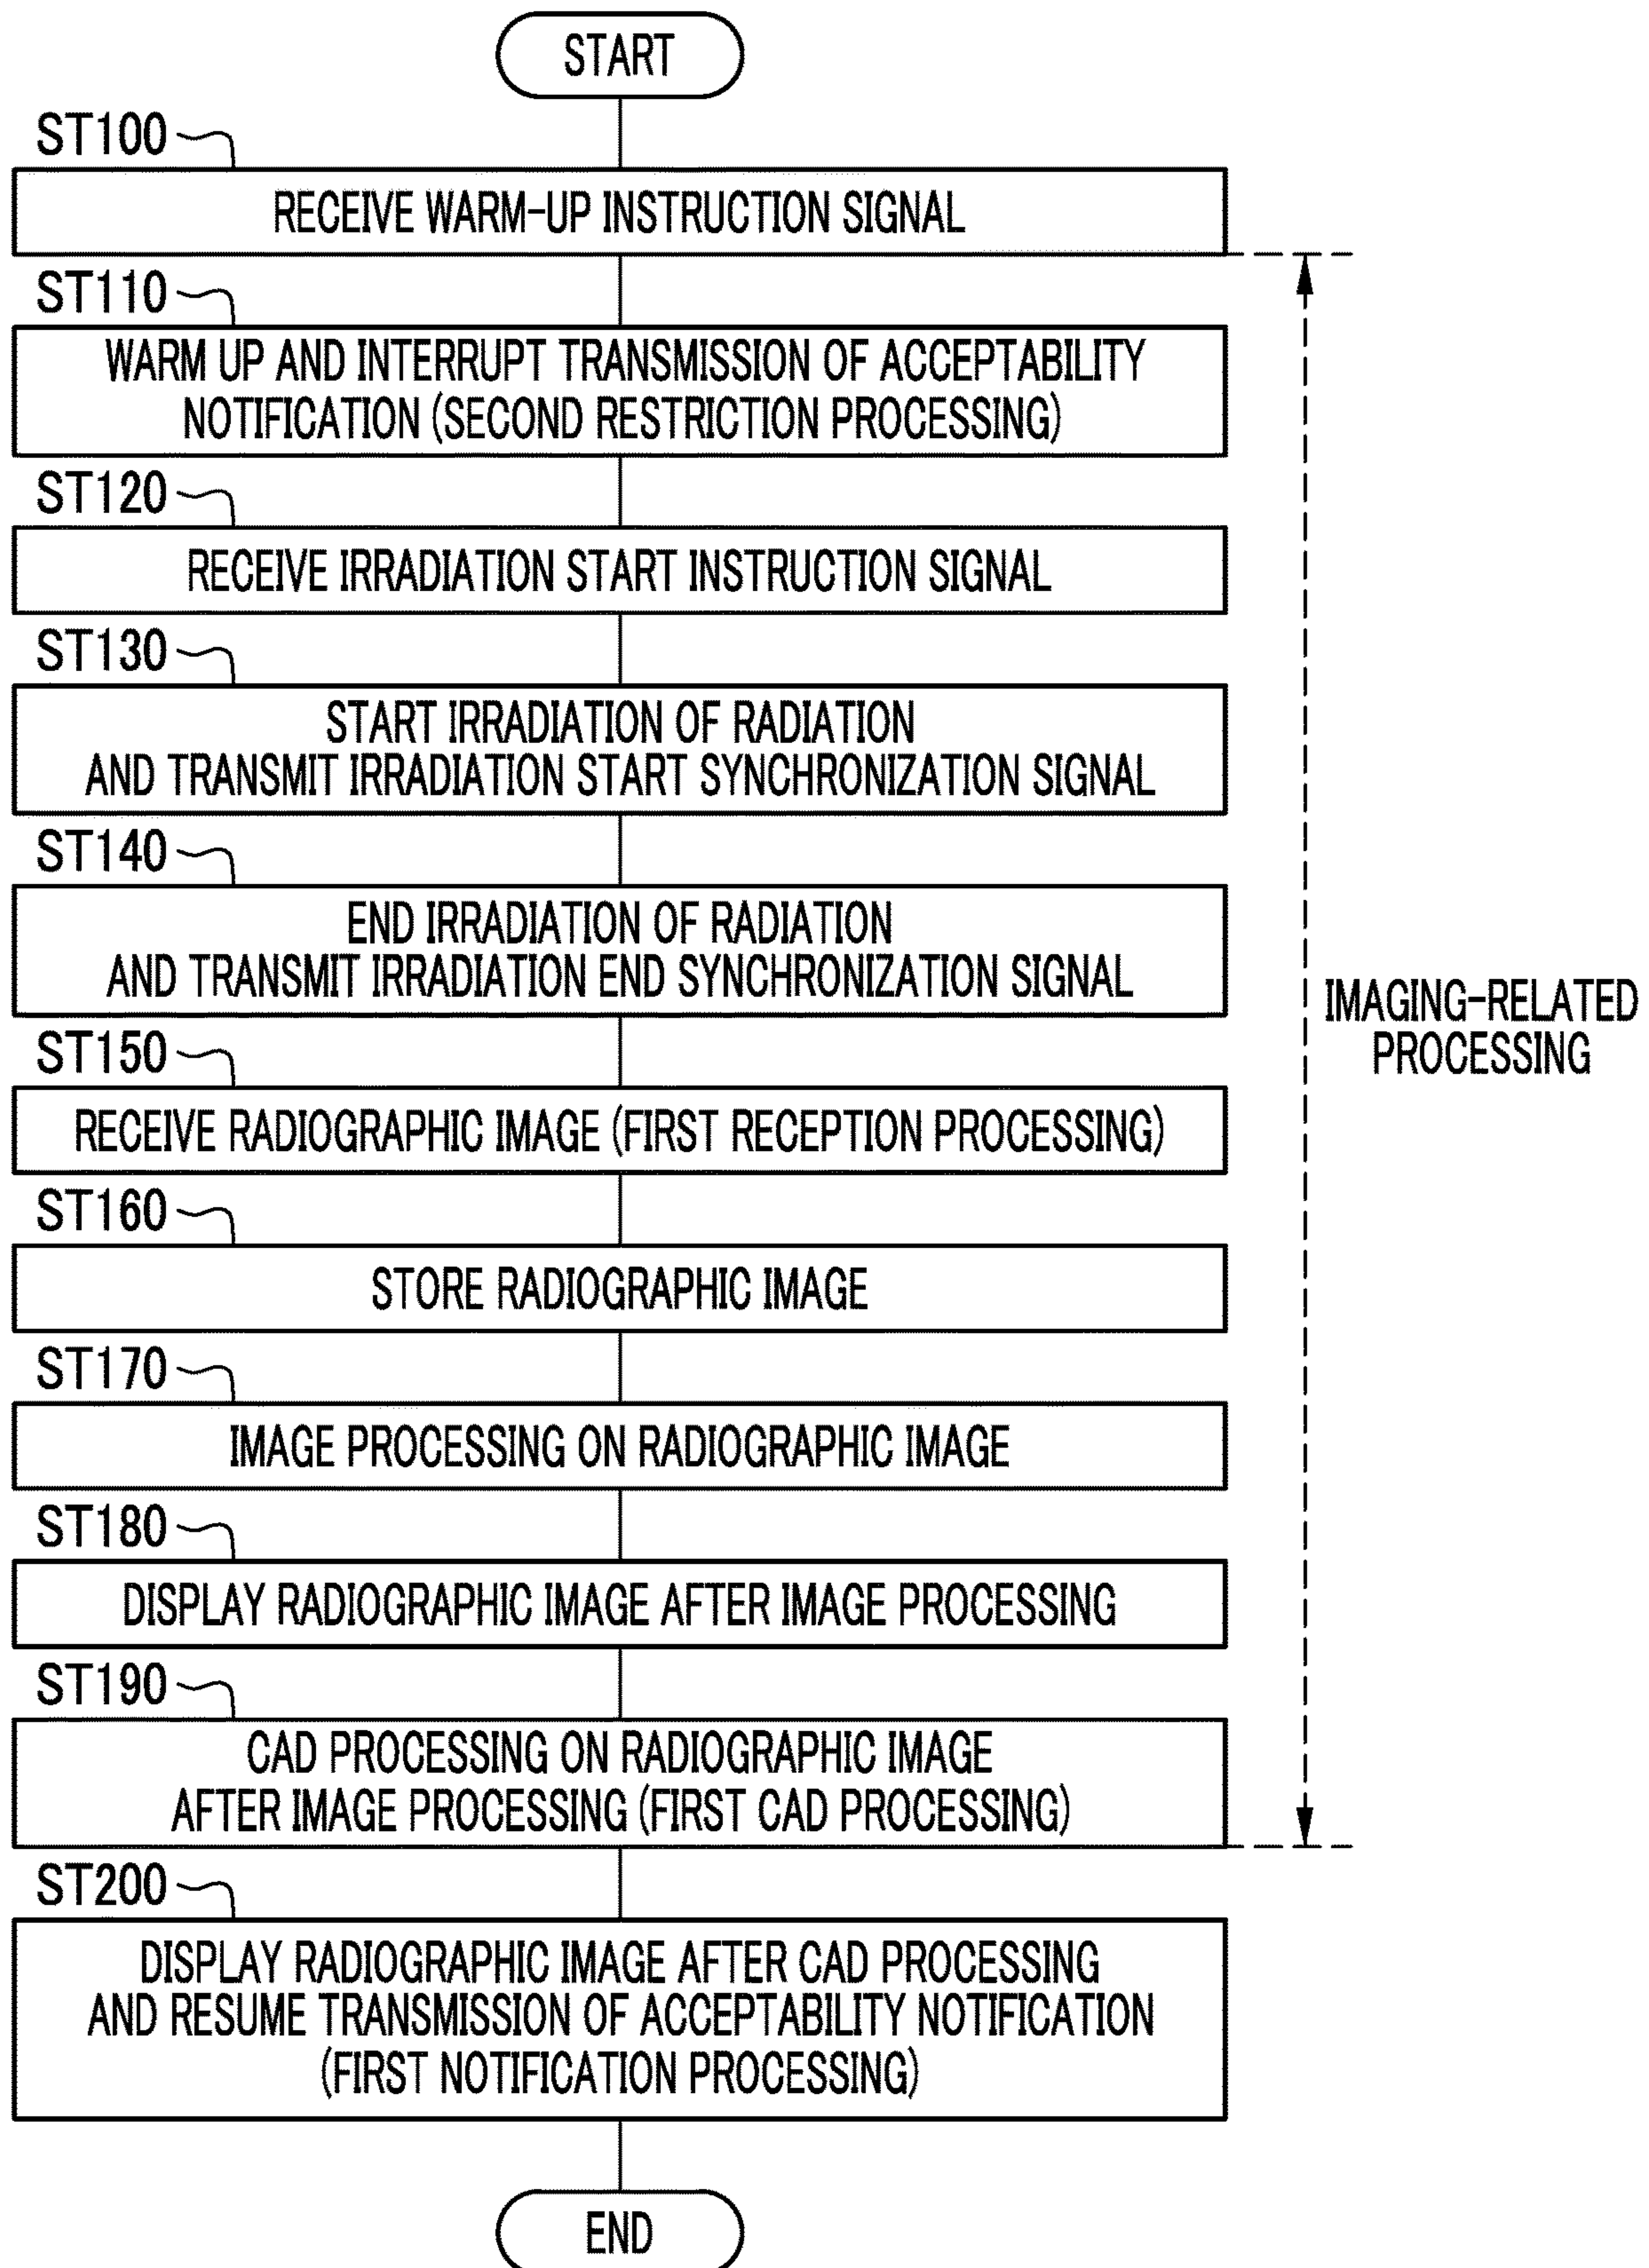 START
ST100
RECEIVE WARM-UP INSTRUCTION SIGNAL
ST110
WARM UP AND INTERRUPT TRANSMISSION OF ACCEPTABILITY
NOTIFICATION (SECOND RESTRICTION PROCESSING)
ST120
RECEIVE IRRADIATION START INSTRUCTION SIGNAL
ST130
START IRRADIATION OF RADIATION
AND TRANSMIT IRRADIATION START SYNCHRONIZATION SIGNAL
ST140
END IRRADIATION OF RADIATION
AND TRANSMIT IRRADIATION END SYNCHRONIZATION SIGNAL
IMAGING-RELATED
PROCESSING
ST150
RECEIVE RADIOGRAPHIC IMAGE (FIRST RECEPTION PROCESSING)
ST160
STORE RADIOGRAPHIC IMAGE
ST170
IMAGE PROCESSING ON RADIOGRAPHIC IMAGE
ST180
DISPLAY RADIOGRAPHIC IMAGE AFTER IMAGE PROCESSING
ST190
CAD PROCESSING ON RADIOGRAPHIC IMAGE
AFTER IMAGE PROCESSING (FIRST CAD PROCESSING)
ST200
DISPLAY RADIOGRAPHIC IMAGE AFTER CAD PROCESSING
AND RESUME TRANSMISSION OF ACCEPTABILITY NOTIFICATION
(FIRST NOTIFICATION PROCESSING)
END